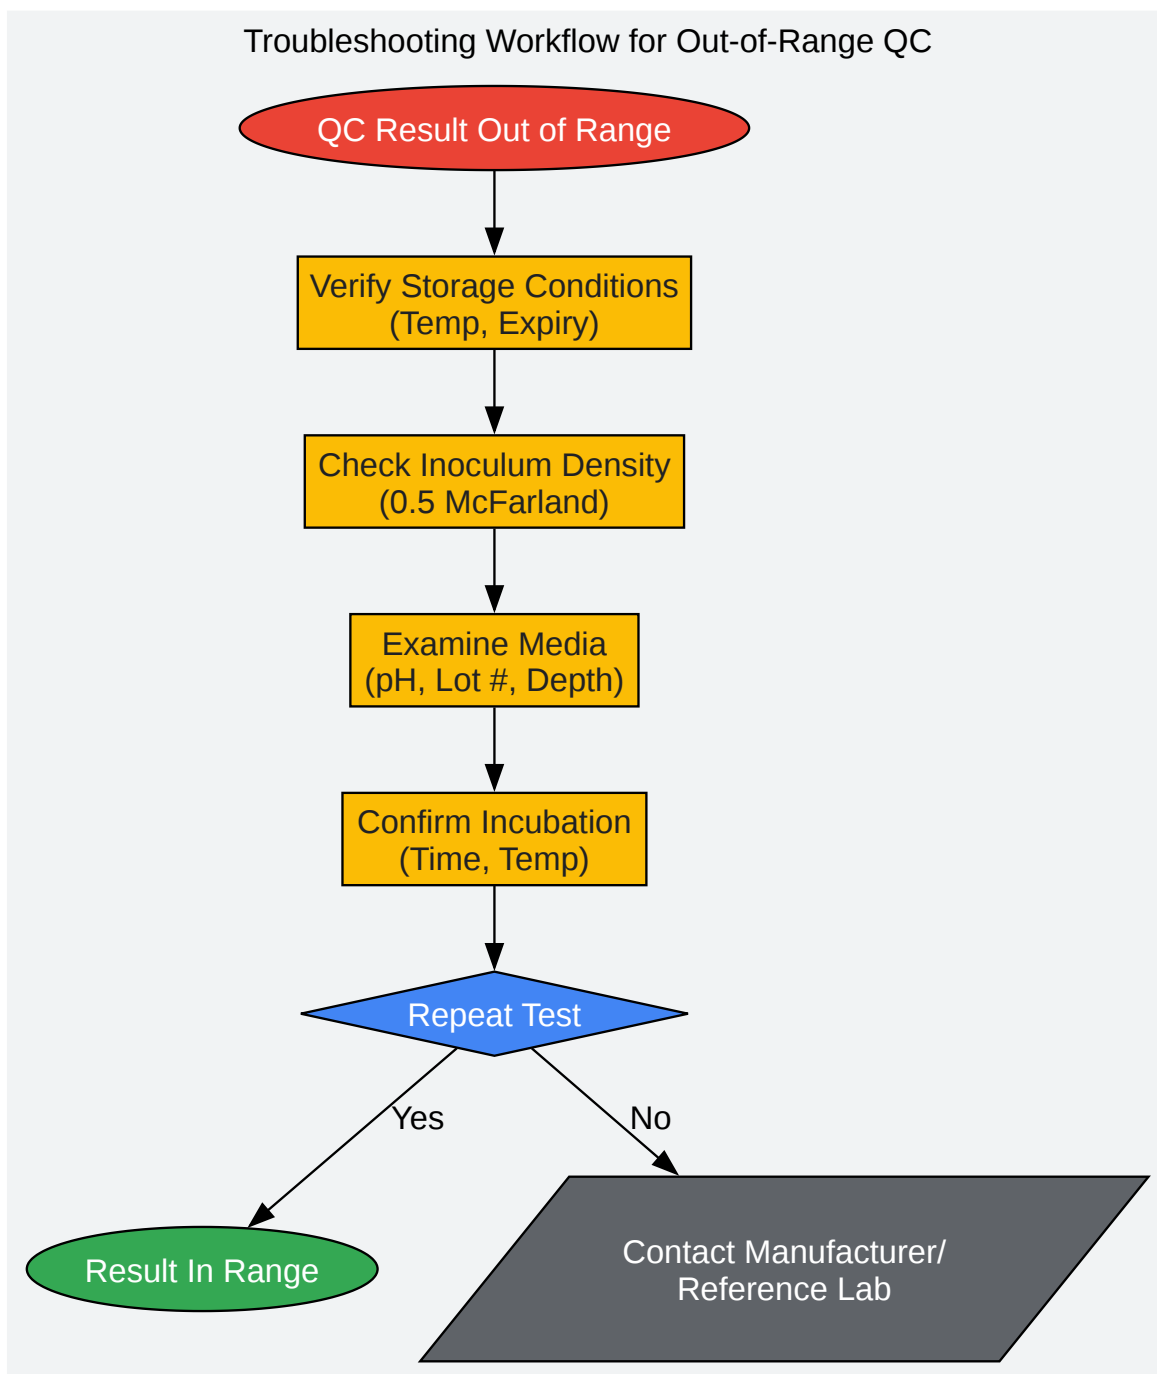 Troubleshooting Workflow for Out-of-Range QC
QC Result Out of Range
Verify Storage Conditions
(Temp, Expiry)
Check Inoculum Density
(0.5 McFarland)
Examine Media
(pH, Lot #, Depth)
Confirm Incubation
(Time, Temp)
Repeat Test
Yes
No
Result In Range
Contact Manufacturer/
Reference Lab